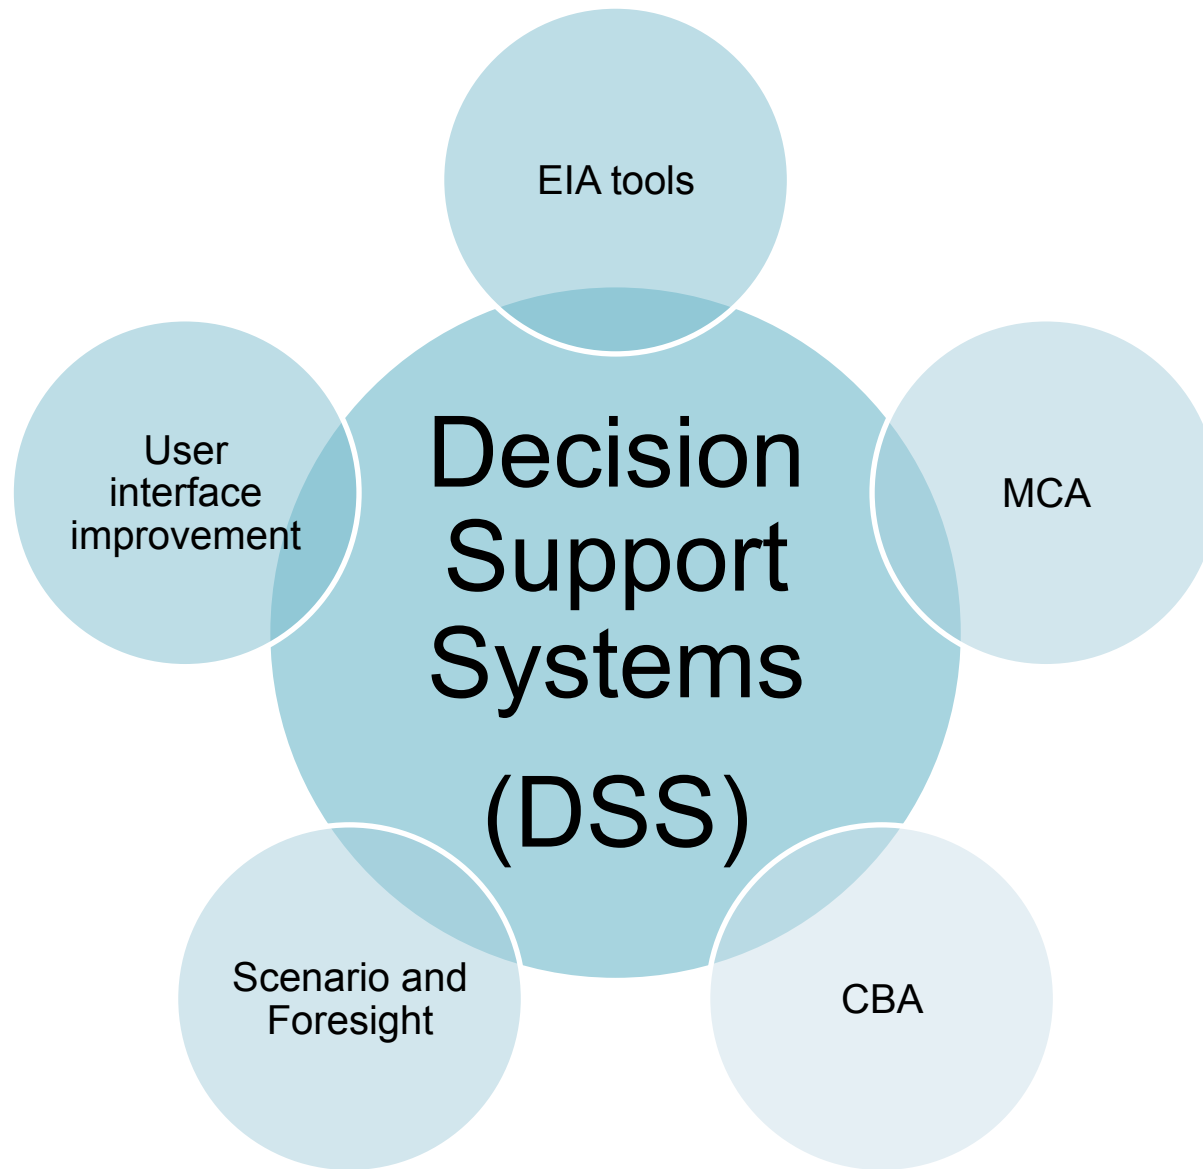 EIA tools
Decision
Support
Systems
(DSS)
User
interface
improvement
MCA
Scenario and
Foresight
CBA